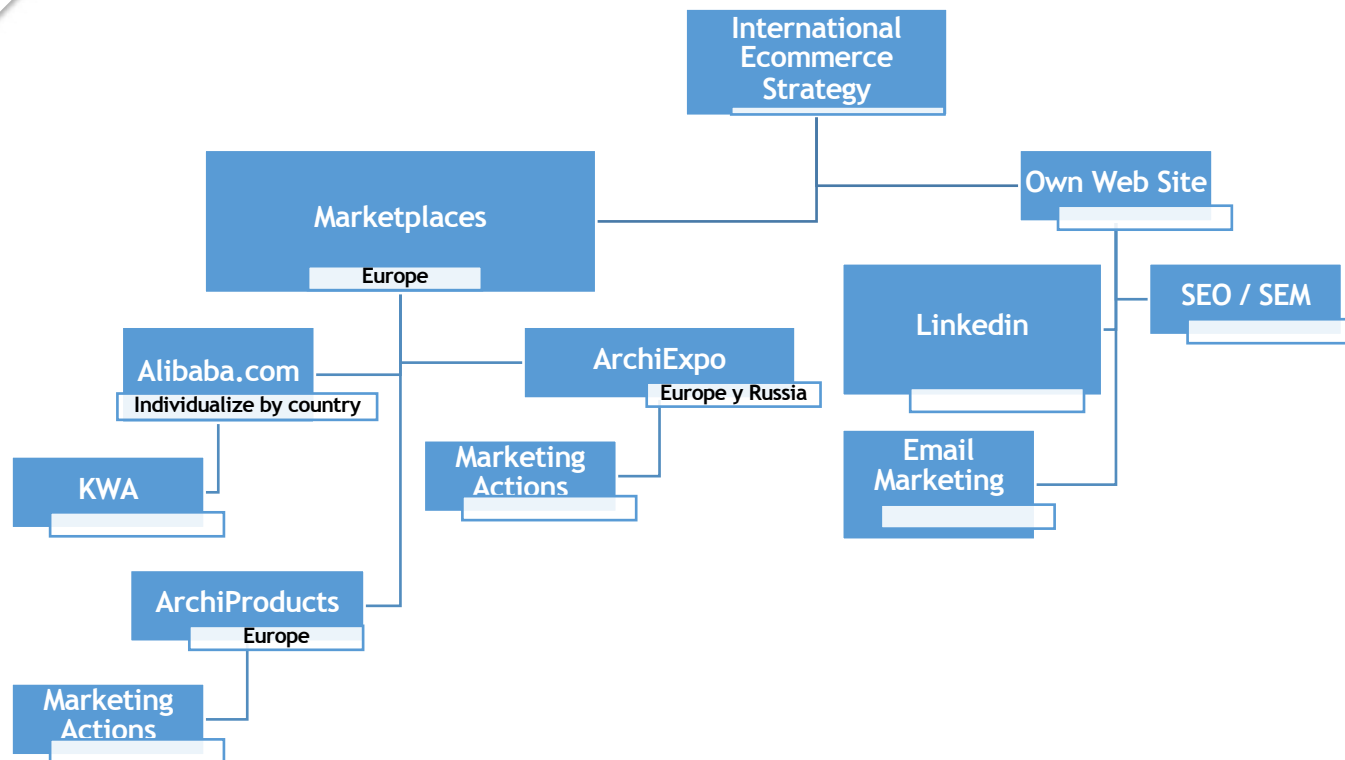 International
Ecommerce
Strategy
Marketplaces
Europe
Own Web Site
Linkedin
SEO / SEM
Alibaba.com
Individualize by country
ArchiExpo
Europe y Russia
KWA
Marketing
Actions
Email
Marketing
ArchiProducts
Europe
Marketing
Actions